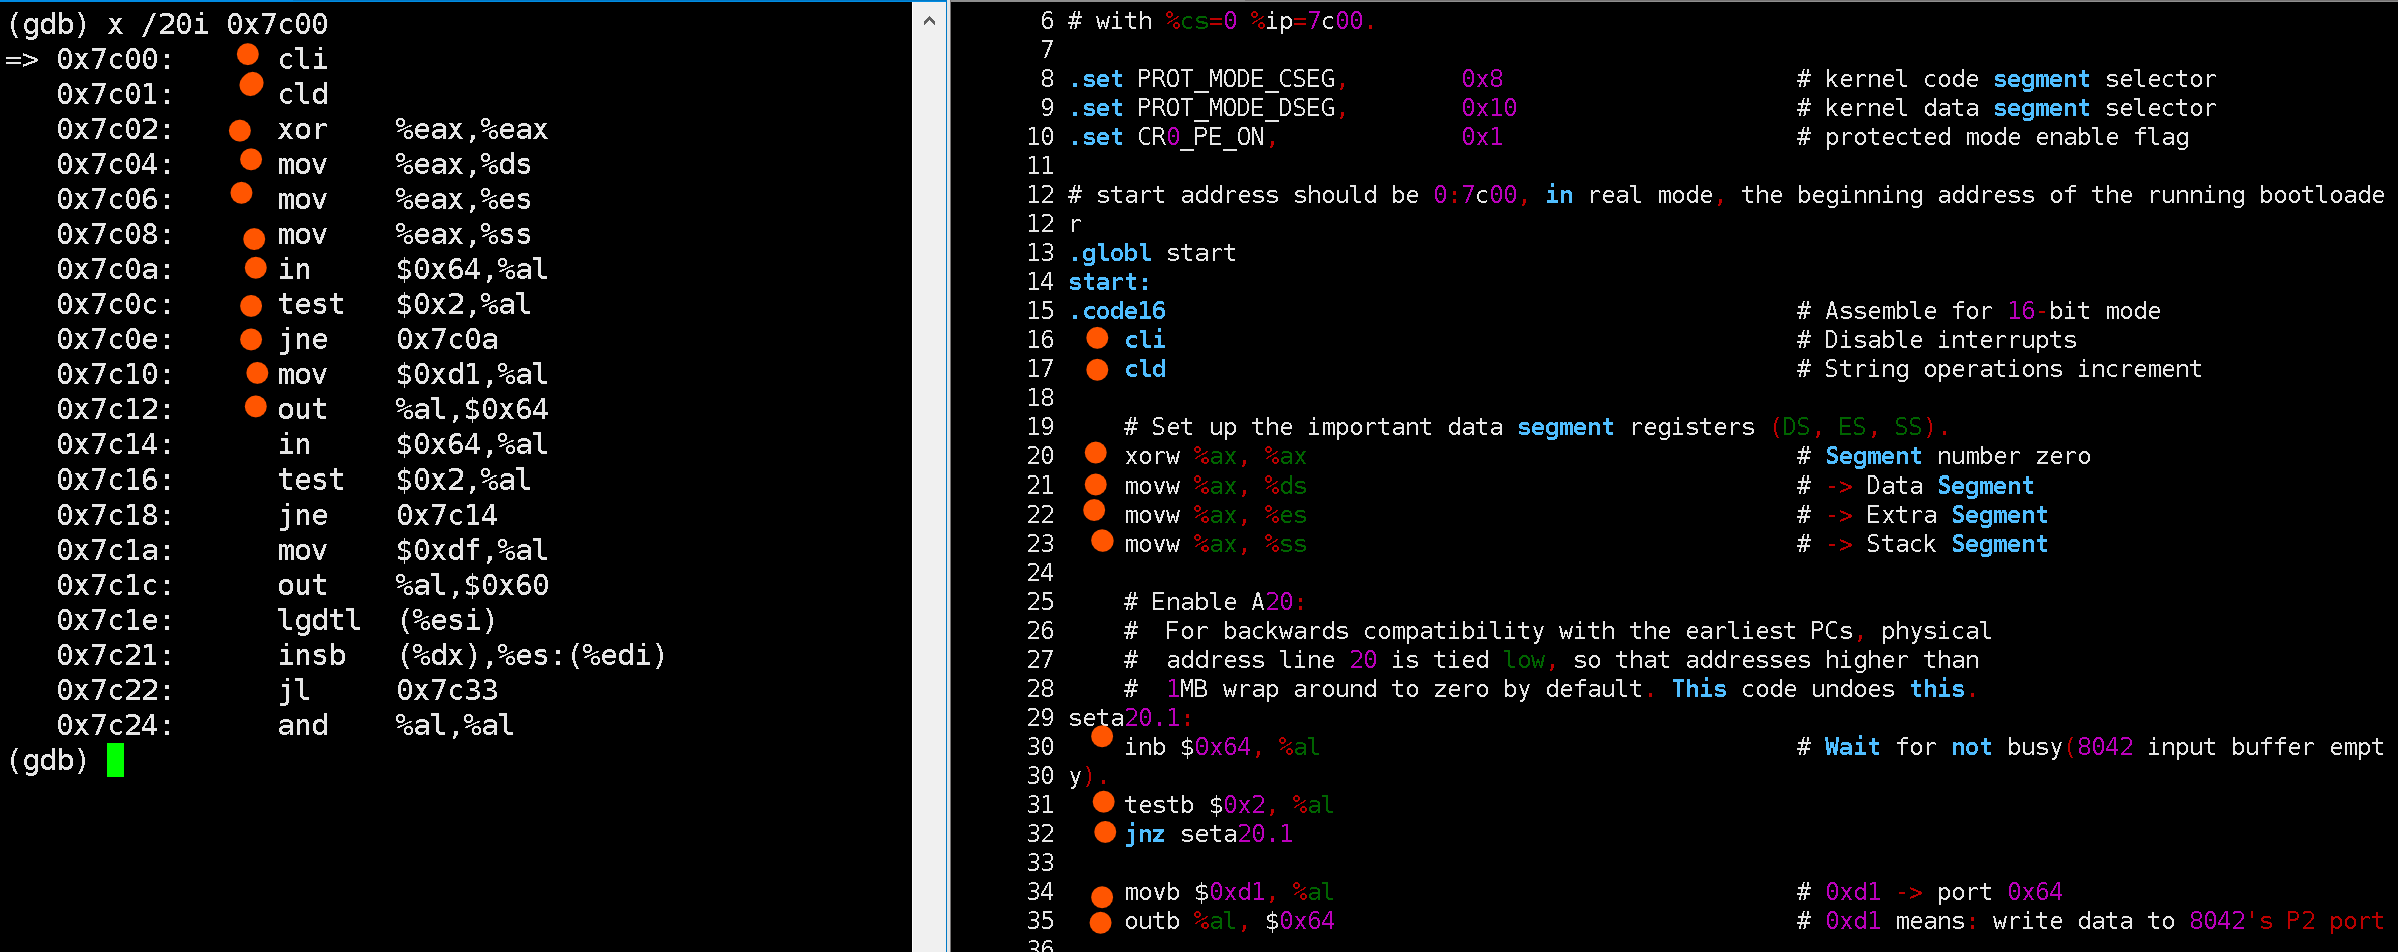 (gdb) x /20i 0x7c00
=> 0x7c00: cli
0x7c01: cld
0x7c02: xor %eax,%eax
0x7c04: mov %eax,%ds
0x7c06: mov %eax,%es
0x7c08: mov %eax,%ss
0x7c0a: in $0x64,%al
0x7c0c: test $0x2,%al
0x7c0e: jne 0x7c0a
0x7c10: mov $0xd1,%al
0x7c12: out %al,$0x64
0x7c14: in $0x64,%al
0x7c16: test $0x2,%al
0x7c18: jne 0x7c14
0x7c1a: mov $0xdf,%al
0x7c1c: out %al,$0x60
0x7c1e: lgdtl (%esi)
0x7c21: insb (%dx),%es:(%edi)
0x7c22: jl 0x7c33
0x7c24: and %al,%al
(gdb)
6 # with %cs=0 %ip=7c00.
7
8 .set PROT_MODE_CSEG, 0x8 # kernel code segment selector
9 .set PROT_MODE_DSEG, 0x10 # kernel data segment selector
10 .set CR0_PE_ON, 0x1 # protected mode enable flag
11
12 # start address should be 0:7c00, in real mode, the beginning address of the running bootloade
12 r
13 .globl start
14 start:
15 .code16 # Assemble for 16-bit mode
16 cli # Disable interrupts
17 cld # String operations increment
18
19 # Set up the important data segment registers (DS, ES, SS).
20 xorw %ax, %ax # Segment number zero
21 movw %ax, %ds # -> Data Segment
22 movw %ax, %es # -> Extra Segment
23 movw %ax, %ss # -> Stack Segment
24
25 # Enable A20:
26 # For backwards compatibility with the earliest PCs, physical
27 # address line 20 is tied low, so that addresses higher than
28 # 1MB wrap around to zero by default. This code undoes this.
29 seta20.1:
30 inb $0x64, %al # Wait for not busy(8042 input buffer empt
30 y).
31 testb $0x2, %al
32 jnz seta20.1
33
34 movb $0xd1, %al # 0xd1 -> port 0x64
35 outb %al, $0x64 # 0xd1 means: write data to 8042's P2 port
36